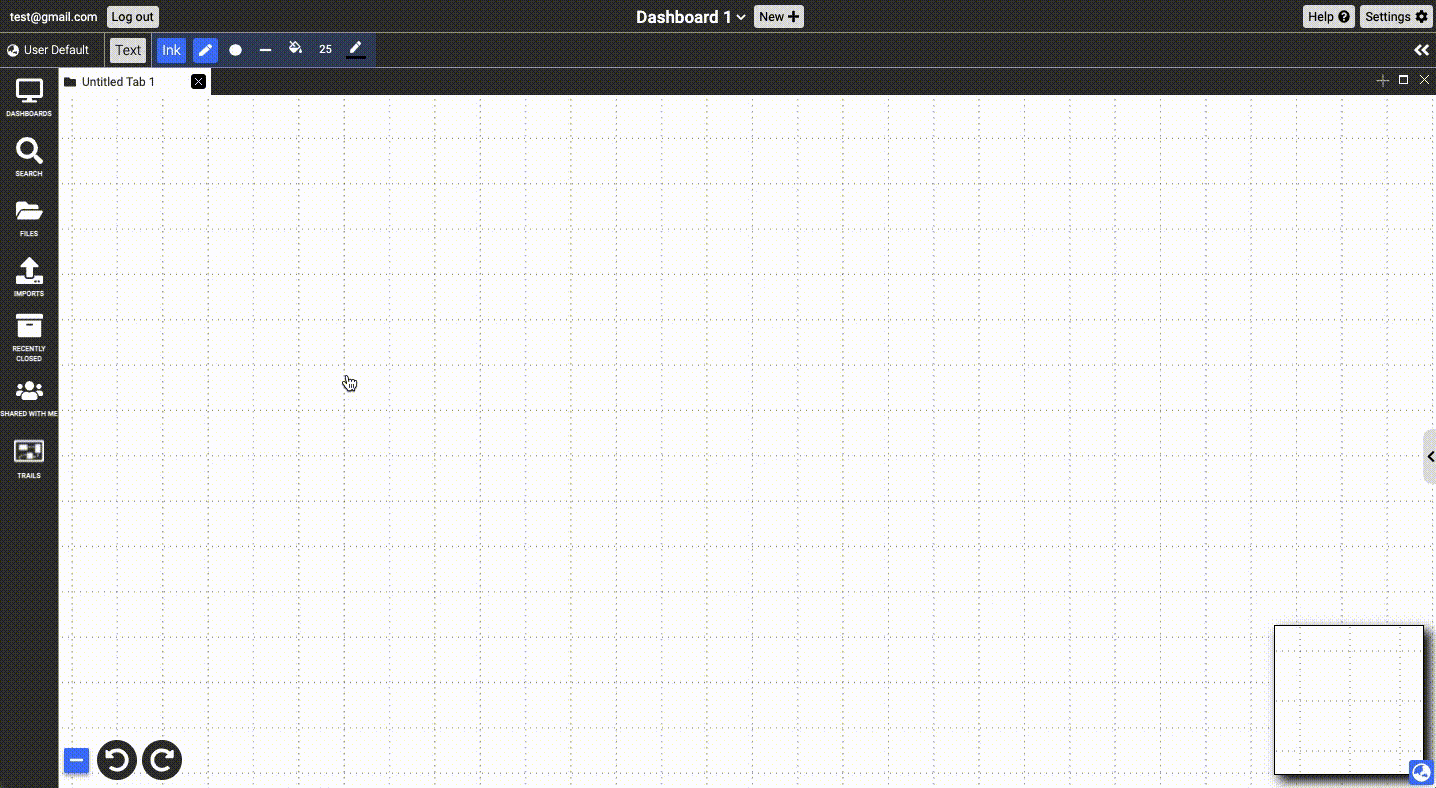 test@gmail.com Log out Dashboard 1 New Help Settings
User Default Text Ink 25
Untitled Tab 1
DASHBOARDS
SEARCH
FILES
IMPORTS
RECENTLY
CLOSED
SHARED WITH ME
TRAILS